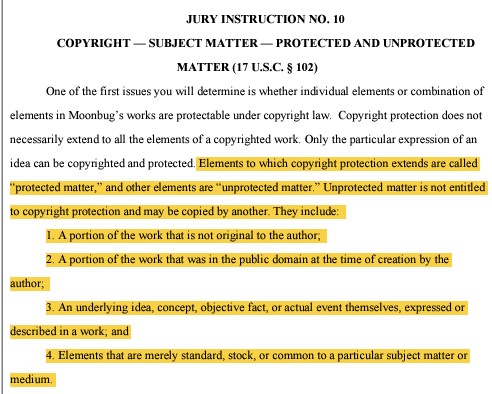 JURY INSTRUCTION NO. 10
COPYRIGHT — SUBJECT MATTER — PROTECTED AND UNPROTECTED
MATTER (17 U.S.C. § 102)
One of the first issues you will determine is whether individual elements or combination of
elements in Moonbug’s works are protectable under copyright law.  Copyright protection does not
necessarily extend to all the elements of a copyrighted work. Only the particular expression of an
idea can be copyrighted and protected. Elements to which copyright protection extends are called
“protected matter,” and other elements are “unprotected matter.” Unprotected matter is not entitled
to copyright protection and may be copied by another. They include:
1. A portion of the work that is not original to the author;
2. A portion of the work that was in the public domain at the time of creation by the
author;
3. An underlying idea, concept, objective fact, or actual event themselves, expressed or
described in a work; and
4. Elements that are merely standard, stock, or common to a particular subject matter or
medium.